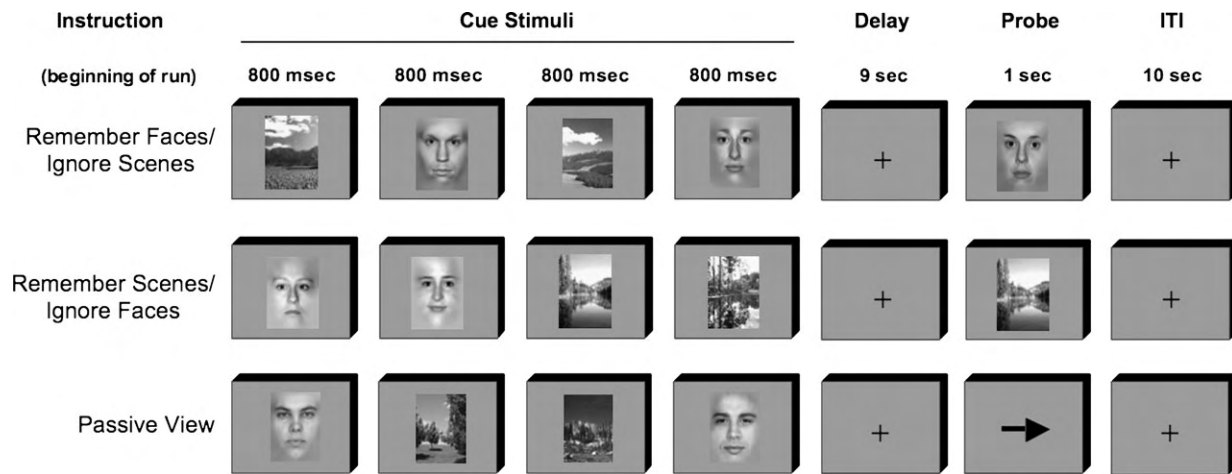 Instruction
Cue Stimuli
Delay
Probe
ITI
(beginning of run)
800 msec
800 msec
800 msec
800 msec
9 sec
1 sec
10 sec
Remember Faces/
Ignore Scenes
Remember Scenes/
Ignore Faces
Passive View